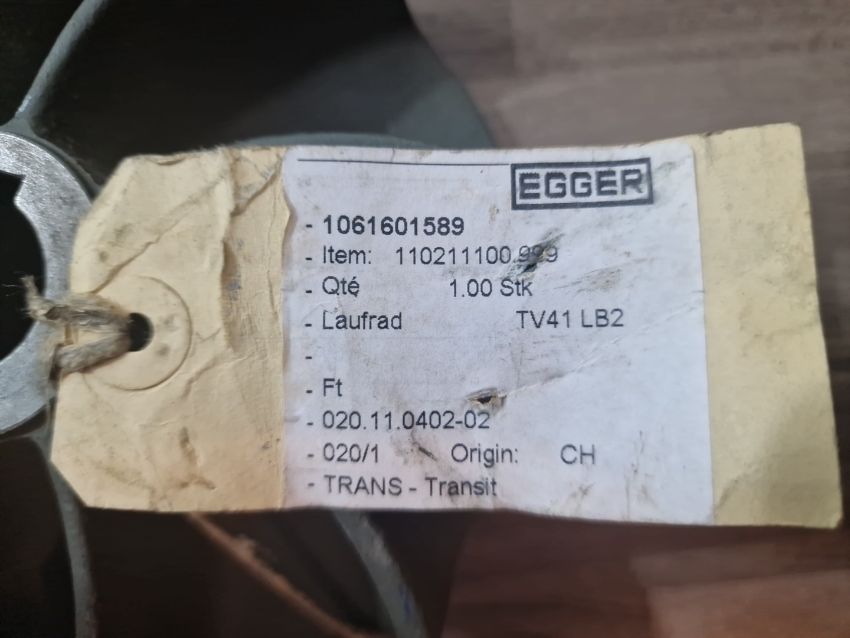 EGGER
- 1061601589
- Item: 110211100.999
- Qté 1.00 Stk
- Laufrad TV41 LB2
-
- Ft
- 020.11.0402-02
- 020/1 Origin: CH
- TRANS - Transit